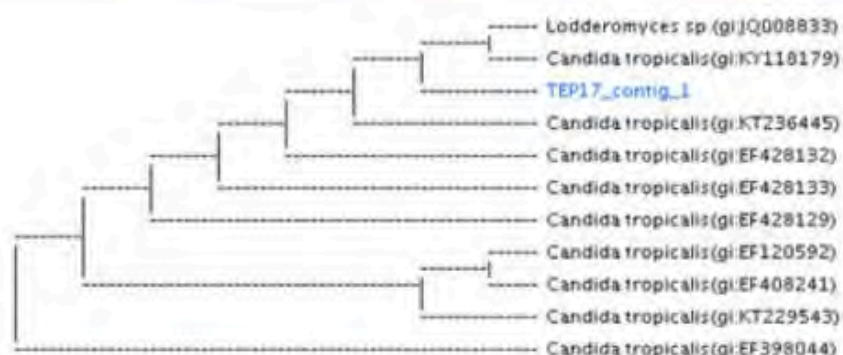 Lodderomyces sp.(gi:JQ008833)
Candida tropicalis(gi:KY118179)
TEP17_contig_1
Candida tropicalis(gi:KT236445)
Candida tropicalis(gi:EF428132)
Candida tropicalis(gi:EF428133)
Candida tropicalis(gi:EF428129)
Candida tropicalis(gi:EF120592)
Candida tropicalis(gi:EF408241)
Candida tropicalis(gi:KT229543)
Candida tropicalis(gi:EF398044)